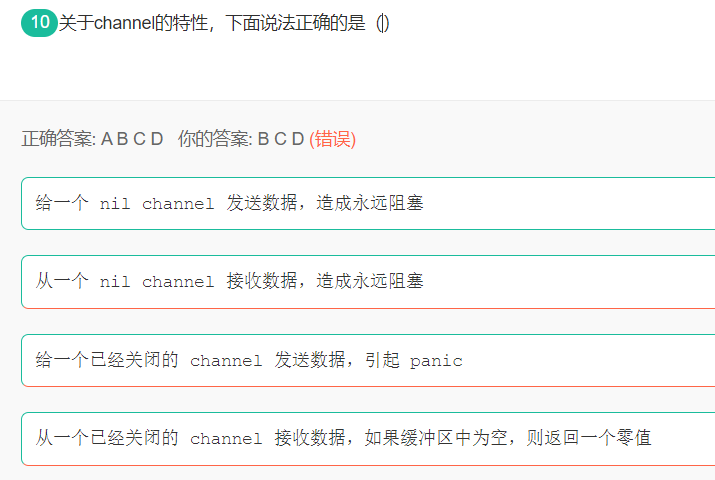 10 关于channel的特性，下面说法正确的是（）
正确答案: A B C D 你的答案: B C D (错误)
给一个 nil channel 发送数据，造成永远阻塞
从一个 nil channel 接收数据，造成永远阻塞
给一个已经关闭的 channel 发送数据，引起 panic
从一个已经关闭的 channel 接收数据，如果缓冲区中为空，则返回一个零值